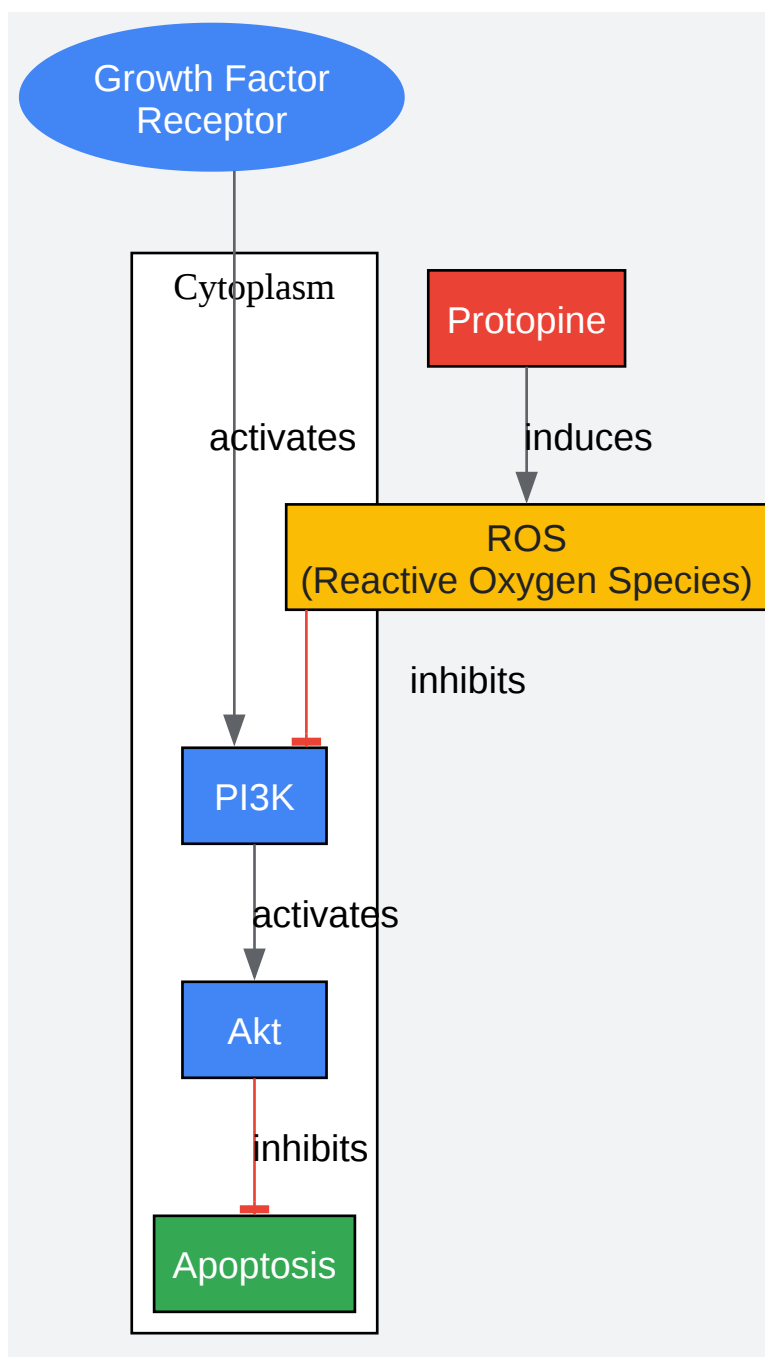 Growth Factor
Receptor
Cytoplasm
Protopine
activates
induces
ROS
(Reactive Oxygen Species)
inhibits
PI3K
activates
Akt
inhibits
Apoptosis